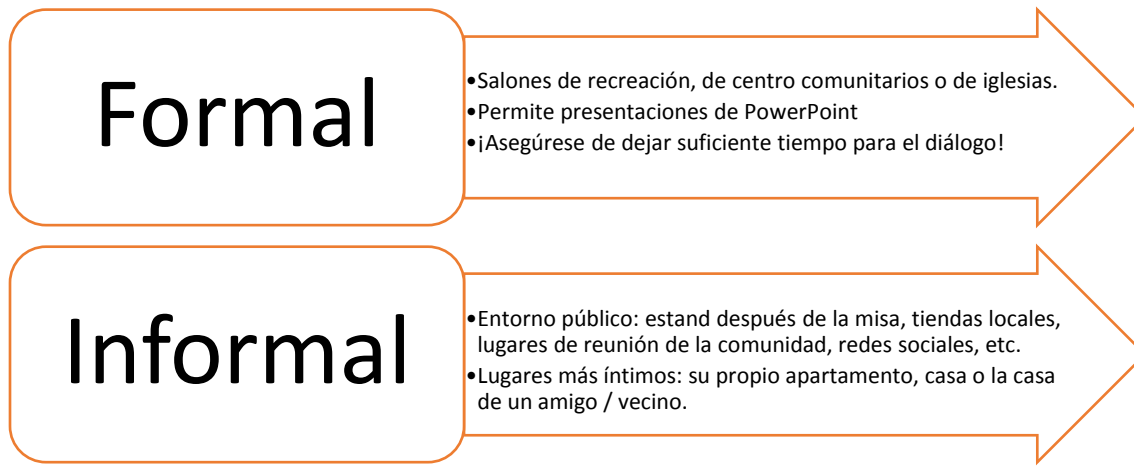 Formal
•Salones de recreación, de centro comunitarios o de iglesias.
•Permite presentaciones de PowerPoint
•¡Asegúrese de dejar suficiente tiempo para el diálogo!
Informal
•Entorno público: estand después de la misa, tiendas locales,
lugares de reunión de la comunidad, redes sociales, etc.
•Lugares más íntimos: su propio apartamento, casa o la casa
de un amigo / vecino.